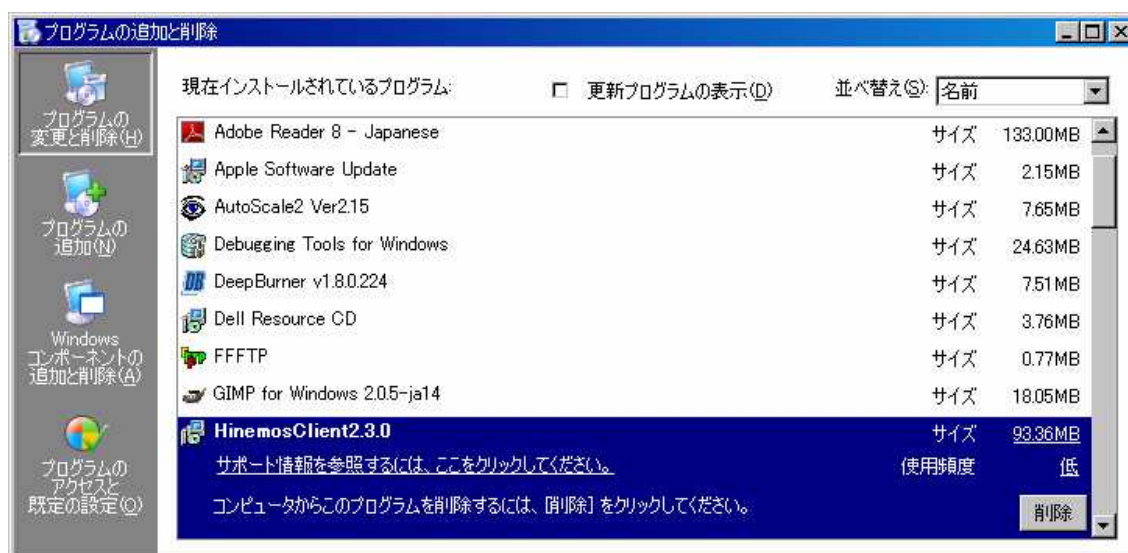 プログラムの追加と削除
プログラムの
変更と削除(H)
プログラムの
追加(N)
Windows
コンポーネントの
追加と削除(A)
プログラムの
アクセスと
既定の設定(O)
現在インストールされているプログラム: 更新プログラムの表示(D) 並べ替え(S): 名前
Adobe Reader 8 - Japanese サイズ 133.00MB
Apple Software Update サイズ 2.15MB
AutoScale2 Ver2.15 サイズ 7.65MB
Debugging Tools for Windows サイズ 24.63MB
DeepBurner v1.8.0.224 サイズ 7.51MB
Dell Resource CD サイズ 3.76MB
FFFTP サイズ 0.77MB
GIMP for Windows 2.0.5-ja14 サイズ 18.05MB
HinemosClient2.3.0 サイズ 93.36MB
サポート情報を参照するには、ここをクリックしてください。 使用頻度 低
コンピュータからこのプログラムを削除するには、[削除] をクリックしてください。 削除